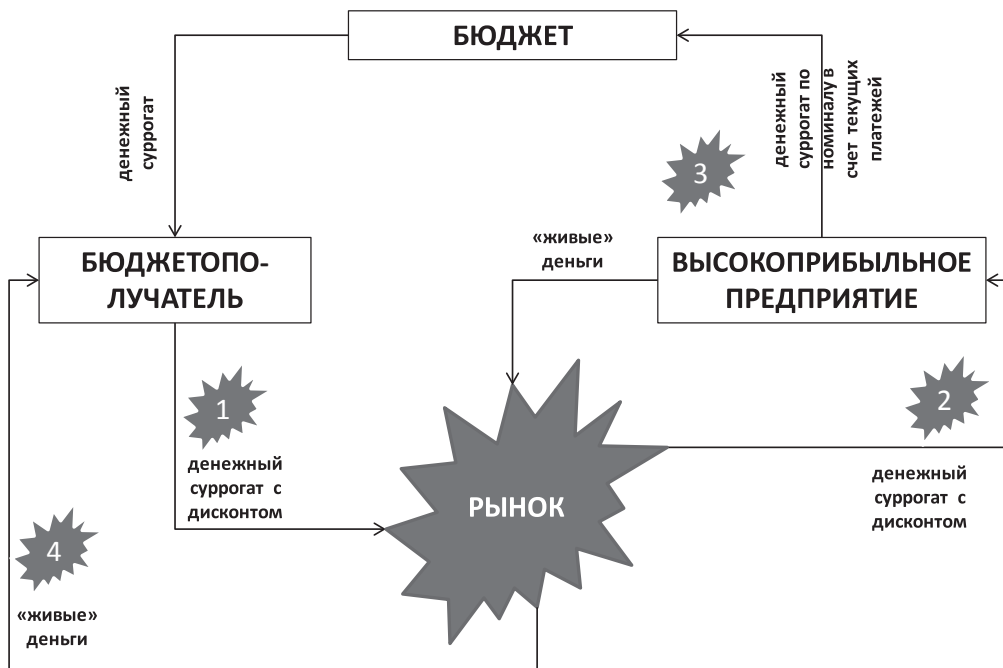 БЮДЖЕТ
денежный
суррогат
денежный
суррогат по
номиналу в
счет текущих
платежей
3
«живые»
деньги
БЮДЖЕТОПО-
ЛУЧАТЕЛЬ
ВЫСОКОПРИБЫЛЬНОЕ
ПРЕДПРИЯТИЕ
1
2
денежный
суррогат с
дисконтом
РЫНОК
денежный
суррогат с
дисконтом
4
«живые»
деньги